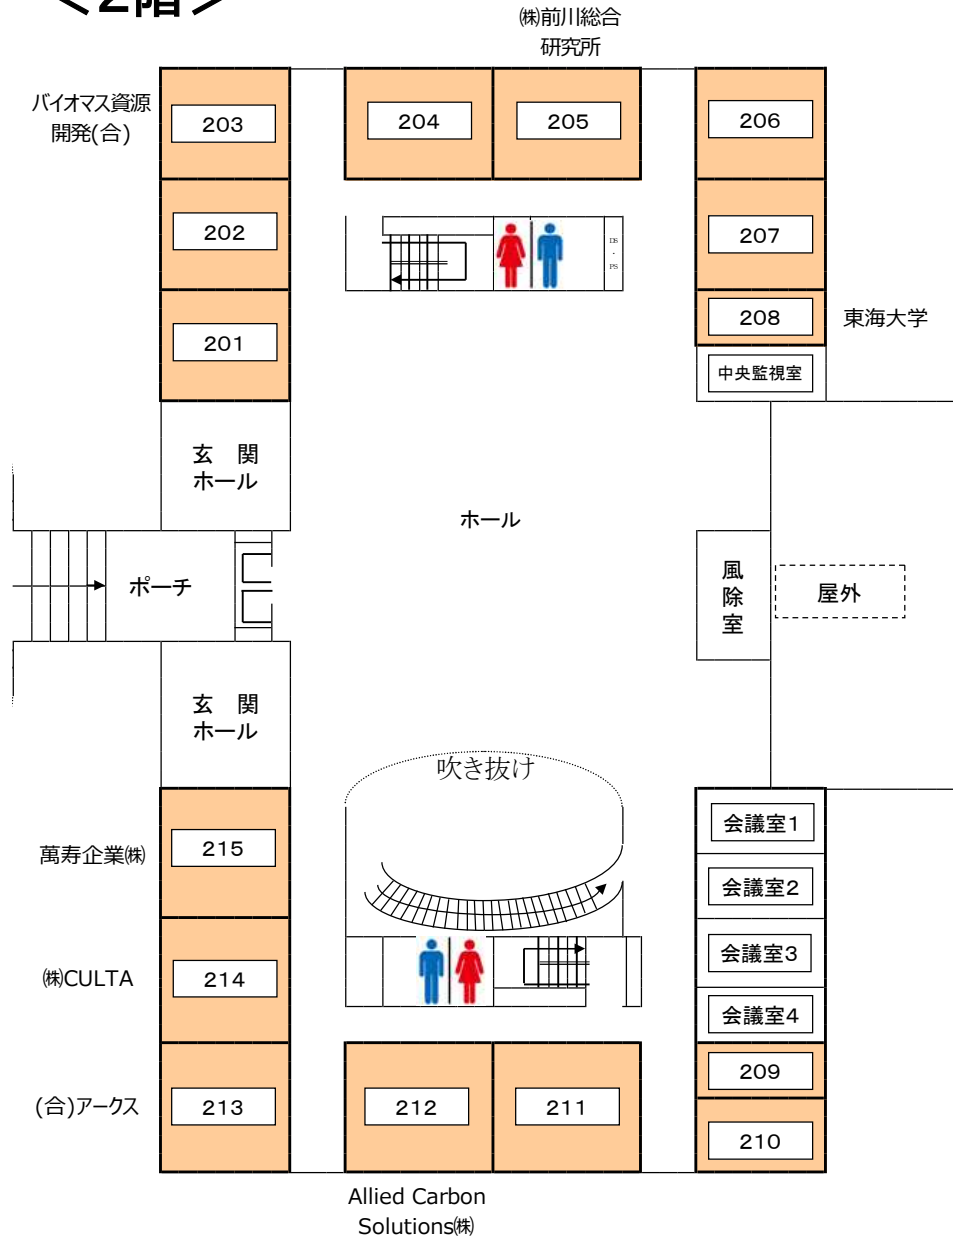 <2階>
㈱前川総合
研究所
バイオマス資源
開発(合)
203
204
205
206
202
207
DS
・
PS
201
208
東海大学
中央監視室
玄　関
ホール
ホール
ポーチ
風
除
室
屋外
玄　関
ホール
吹き抜け
会議室1
萬寿企業㈱
215
会議室2
㈱CULTA
214
会議室3
会議室4
209
(合)アークス
213
212
211
210
Allied Carbon
Solutions㈱